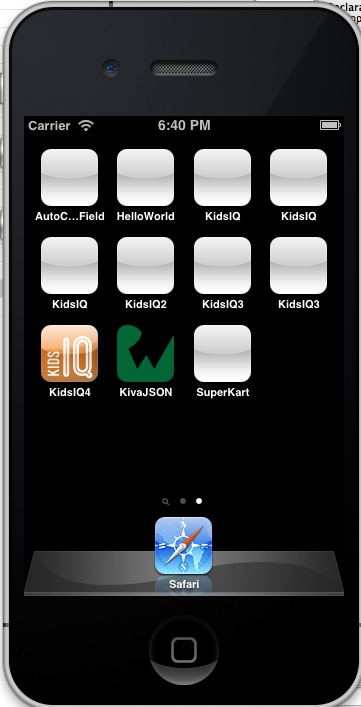 Carrier 6:40 PM
AutoC...Field HelloWorld KidsIQ KidsIQ
KidsIQ KidsIQ2 KidsIQ3 KidsIQ3
KIDS IQ
KidsIQ4 KivaJSON SuperKart
N
Safari